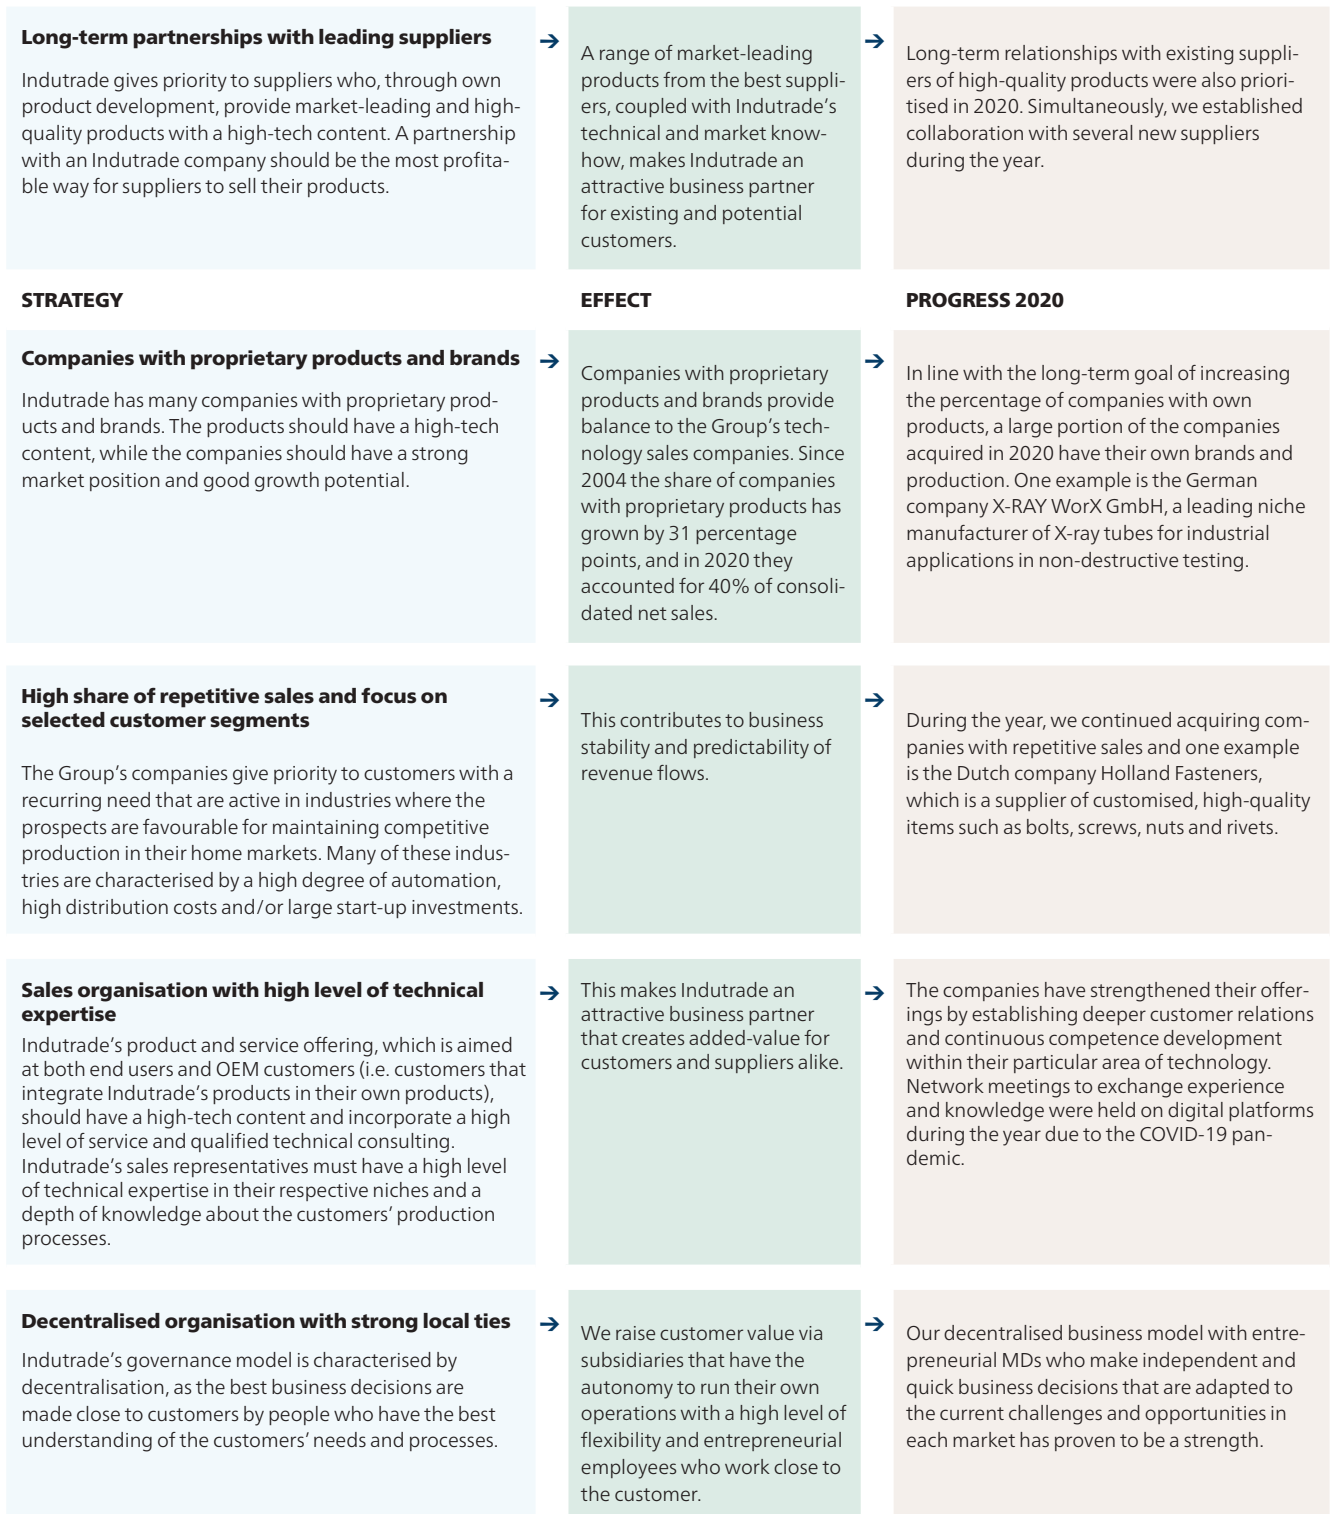 Long-term partnerships with leading suppliers
Indutrade gives priority to suppliers who, through own
product development, provide market-leading and high-
quality products with a high-tech content. A partnership
with an Indutrade company should be the most profita-
ble way for suppliers to sell their products.
➔
A range of market-leading
products from the best suppli-
ers, coupled with Indutrade’s
technical and market know-
how, makes Indutrade an
attractive business partner
for existing and potential
customers.
➔
Long-term relationships with existing suppli-
ers of high-quality products were also priori-
tised in 2020. Simultaneously, we established
collaboration with several new suppliers
during the year.
STRATEGY
EFFECT
PROGRESS 2020
Companies with proprietary products and brands
Indutrade has many companies with proprietary prod-
ucts and brands. The products should have a high-tech
content, while the companies should have a strong
market position and good growth potential.
➔
Companies with proprietary
products and brands provide
balance to the Group’s tech-
nology sales companies. Since
2004 the share of companies
with proprietary products has
grown by 31 percentage
points, and in 2020 they
accounted for 40% of consoli-
dated net sales.
➔
In line with the long-term goal of increasing
the percentage of companies with own
products, a large portion of the companies
acquired in 2020 have their own brands and
production. One example is the German
company X-RAY WorX GmbH, a leading niche
manufacturer of X-ray tubes for industrial
applications in non-destructive testing.
High share of repetitive sales and focus on
selected customer segments
The Group’s companies give priority to customers with a
recurring need that are active in industries where the
prospects are favourable for maintaining competitive
production in their home markets. Many of these indus-
tries are characterised by a high degree of automation,
high distribution costs and/or large start-up investments.
➔
This contributes to business
stability and predictability of
revenue flows.
➔
During the year, we continued acquiring com-
panies with repetitive sales and one example
is the Dutch company Holland Fasteners,
which is a supplier of customised, high-quality
items such as bolts, screws, nuts and rivets.
Sales organisation with high level of technical
expertise
Indutrade’s product and service offering, which is aimed
at both end users and OEM customers (i.e. customers that
integrate Indutrade’s products in their own products),
should have a high-tech content and incorporate a high
level of service and qualified technical consulting.
Indutrade’s sales representatives must have a high level
of technical expertise in their respective niches and a
depth of knowledge about the customers’ production
processes.
➔
This makes Indutrade an
attractive business partner
that creates added-value for
customers and suppliers alike.
➔
The companies have strengthened their offer-
ings by establishing deeper customer relations
and continuous competence development
within their particular area of technology.
Network meetings to exchange experience
and knowledge were held on digital platforms
during the year due to the COVID-19 pan-
demic.
Decentralised organisation with strong local ties
Indutrade’s governance model is characterised by
decentralisation, as the best business decisions are
made close to customers by people who have the best
understanding of the customers’ needs and processes.
➔
We raise customer value via
subsidiaries that have the
autonomy to run their own
operations with a high level of
flexibility and entrepreneurial
employees who work close to
the customer.
➔
Our decentralised business model with entre-
preneurial MDs who make independent and
quick business decisions that are adapted to
the current challenges and opportunities in
each market has proven to be a strength.